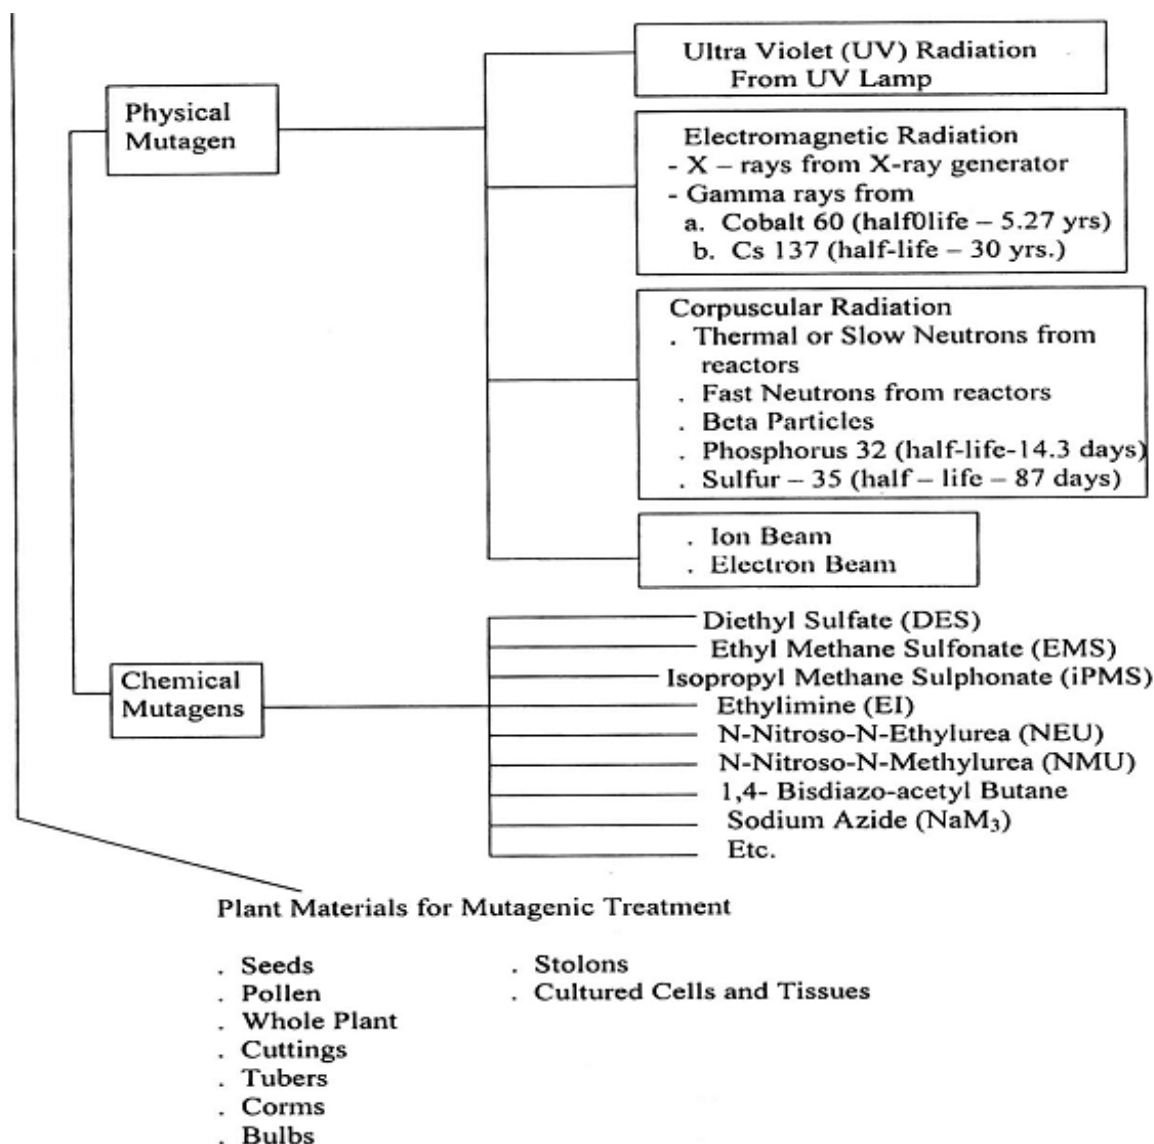 Ultra Violet (UV) Radiation
From UV Lamp
Physical
Mutagen
Electromagnetic Radiation
- X – rays from X-ray generator
- Gamma rays from
a. Cobalt 60 (half0life – 5.27 yrs)
b. Cs 137 (half-life – 30 yrs.)
Corpuscular Radiation
. Thermal or Slow Neutrons from
reactors
. Fast Neutrons from reactors
. Beta Particles
. Phosphorus 32 (half-life-14.3 days)
. Sulfur – 35 (half – life – 87 days)
. Ion Beam
. Electron Beam
Chemical
Mutagens
Diethyl Sulfate (DES)
Ethyl Methane Sulfonate (EMS)
Isopropyl Methane Sulphonate (iPMS)
Ethylimine (EI)
N-Nitroso-N-Ethylurea (NEU)
N-Nitroso-N-Methylurea (NMU)
1,4- Bisdiazo-acetyl Butane
Sodium Azide (NaM₃)
Etc.
Plant Materials for Mutagenic Treatment
. Seeds
. Pollen
. Whole Plant
. Cuttings
. Tubers
. Corms
. Bulbs
. Stolons
. Cultured Cells and Tissues